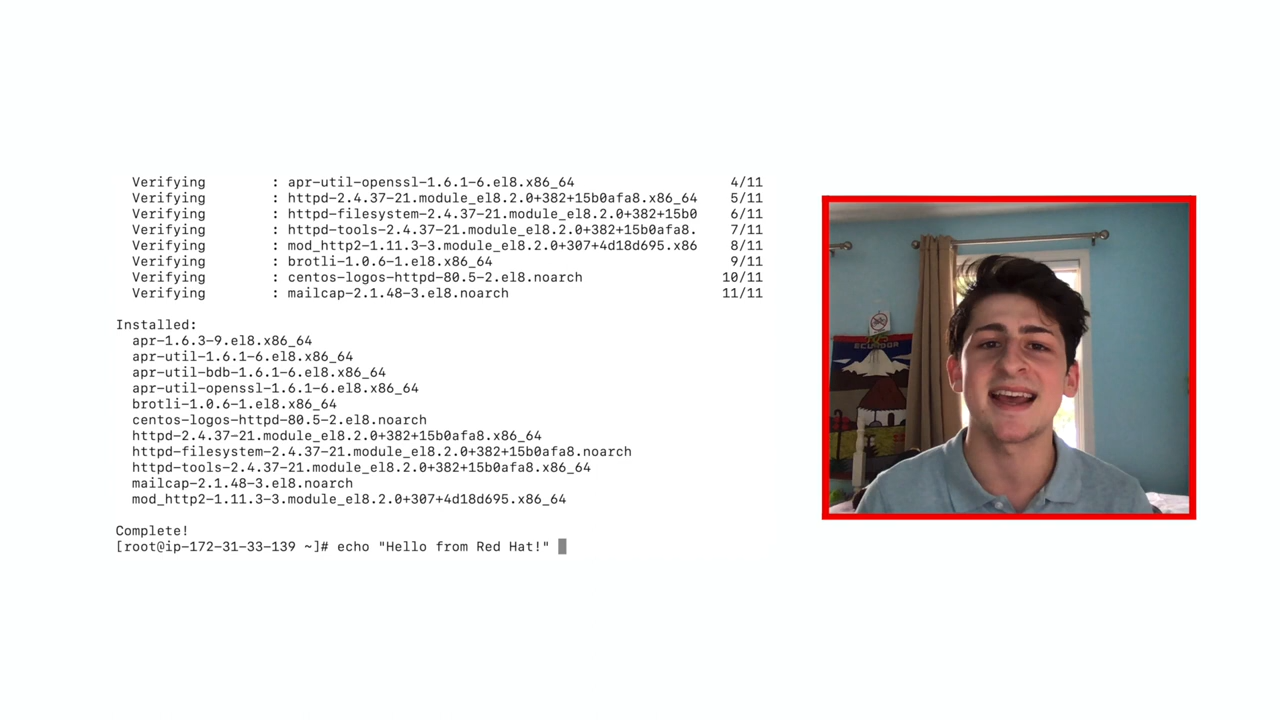 Verifying : apr-util-openssl-1.6.1-6.el8.x86_64 4/11
Verifying : httpd-2.4.37-21.module_el8.2.0+382+15b0afa8.x86_64 5/11
Verifying : httpd-filesystem-2.4.37-21.module_el8.2.0+382+15b0 6/11
Verifying : httpd-tools-2.4.37-21.module_el8.2.0+382+15b0afa8. 7/11
Verifying : mod_http2-1.11.3-3.module_el8.2.0+307+4d18d695.x86 8/11
Verifying : brotli-1.0.6-1.el8.x86_64 9/11
Verifying : centos-logos-httpd-80.5-2.el8.noarch 10/11
Verifying : mailcap-2.1.48-3.el8.noarch 11/11
Installed:
apr-1.6.3-9.el8.x86_64
apr-util-1.6.1-6.el8.x86_64
apr-util-bdb-1.6.1-6.el8.x86_64
apr-util-openssl-1.6.1-6.el8.x86_64
brotli-1.0.6-1.el8.x86_64
centos-logos-httpd-80.5-2.el8.noarch
httpd-2.4.37-21.module_el8.2.0+382+15b0afa8.x86_64
httpd-filesystem-2.4.37-21.module_el8.2.0+382+15b0afa8.noarch
httpd-tools-2.4.37-21.module_el8.2.0+382+15b0afa8.x86_64
mailcap-2.1.48-3.el8.noarch
mod_http2-1.11.3-3.module_el8.2.0+307+4d18d695.x86_64
Complete!
[root@ip-172-31-33-139 ~]# echo "Hello from Red Hat!"
ECUADOR